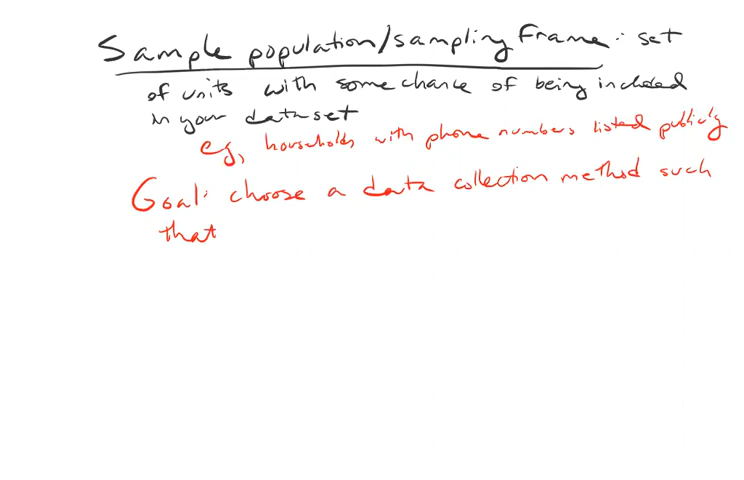 Sample population/sampling frame: set
of units with some chance of being included
in your dataset
eg, households with phone numbers listed publicly
Goal: choose a data collection method such
that